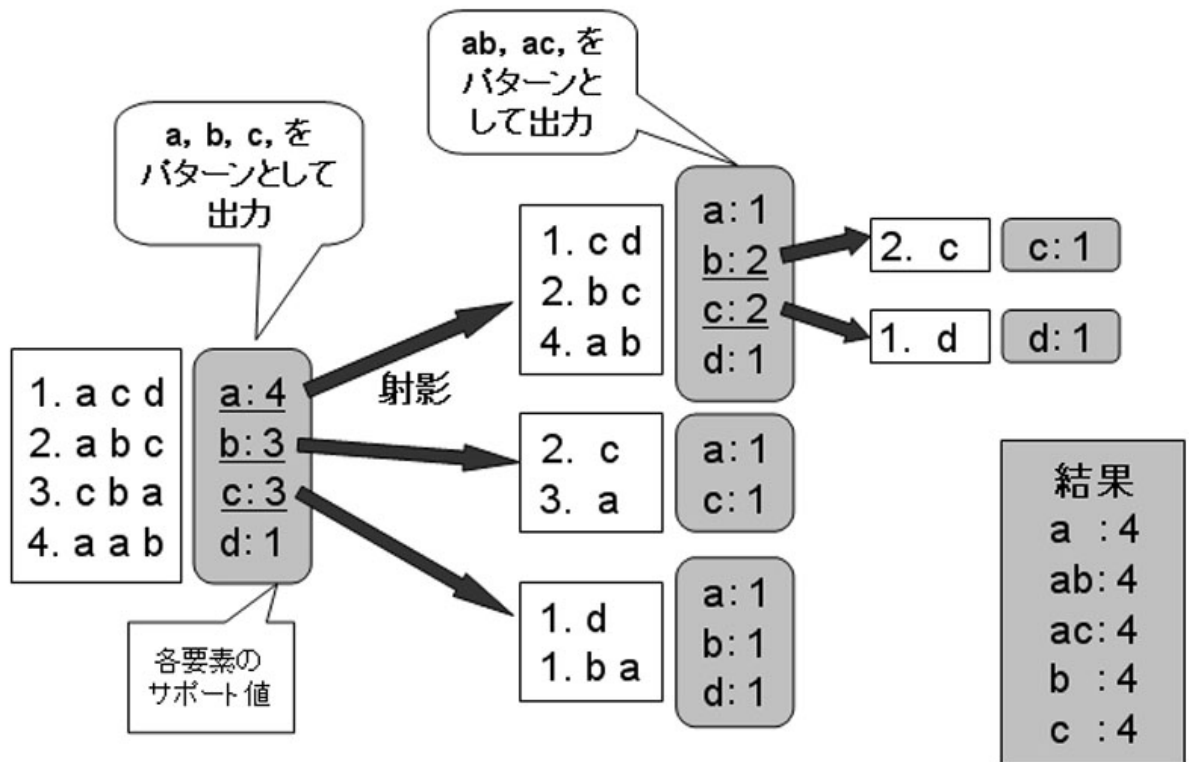 a, b, c, を
パターンとして
出力
ab, ac, を
パターンと
して出力
1. a c d
2. a b c
3. c b a
4. a a b
a: 4
b: 3
c: 3
d: 1
各要素の
サポート値
射影
1. c d
2. b c
4. a b
a: 1
b: 2
c: 2
d: 1
2. c
c: 1
1. d
d: 1
2. c
3. a
a: 1
c: 1
1. d
1. b a
a: 1
b: 1
d: 1
結果
a : 4
ab: 4
ac: 4
b : 4
c : 4